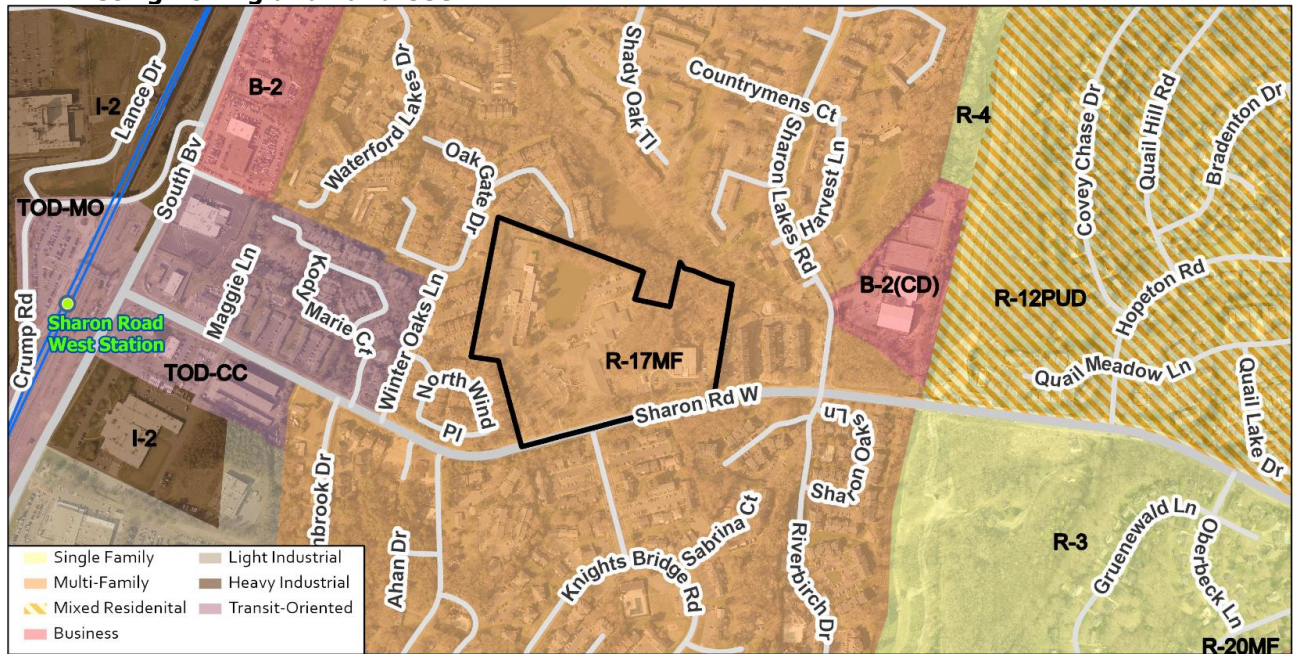 Lance Dr
I-2
B-2
Waterford Lakes Dr
Shady Oak Tl
Countrymens Ct
R-4
Covey Chase Dr
Quail Hill Rd
Bradenton Dr
Oak Gate Dr
Sharon Lakes Rd
Harvest Ln
TOD-MO
South Bv
Maggie Ln
Kody Marie Ct
Winter Oaks Ln
B-2(CD)
R-12PUD
Hopeton Rd
Crump Rd
Sharon Road
West Station
TOD-CC
North Wind Pl
R-17MF
Sharon Rd W
Quail Meadow Ln
Quail Lake Dr
I-2
nbrook Dr
Ahan Dr
Knights Bridge Rd
Sabrina Ct
Riverbirch Dr
Sharon Oaks Ln
R-3
Gruenewald Ln
Oberbeck Ln
R-20MF
Single Family
Multi-Family
Mixed Residenital
Business
Light Industrial
Heavy Industrial
Transit-Oriented